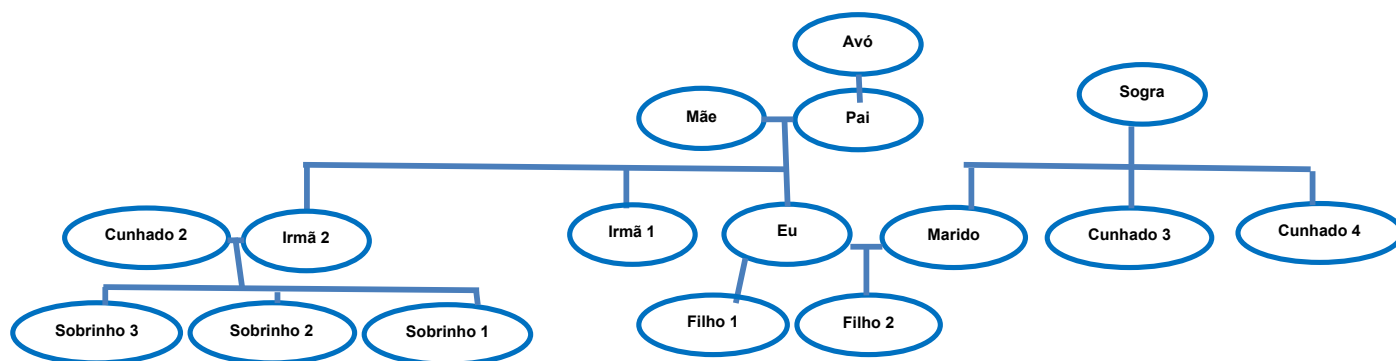 Avó
Sogra
Mãe
Pai
Cunhado 2
Irmã 2
Irmã 1
Eu
Marido
Cunhado 3
Cunhado 4
Sobrinho 3
Sobrinho 2
Sobrinho 1
Filho 1
Filho 2